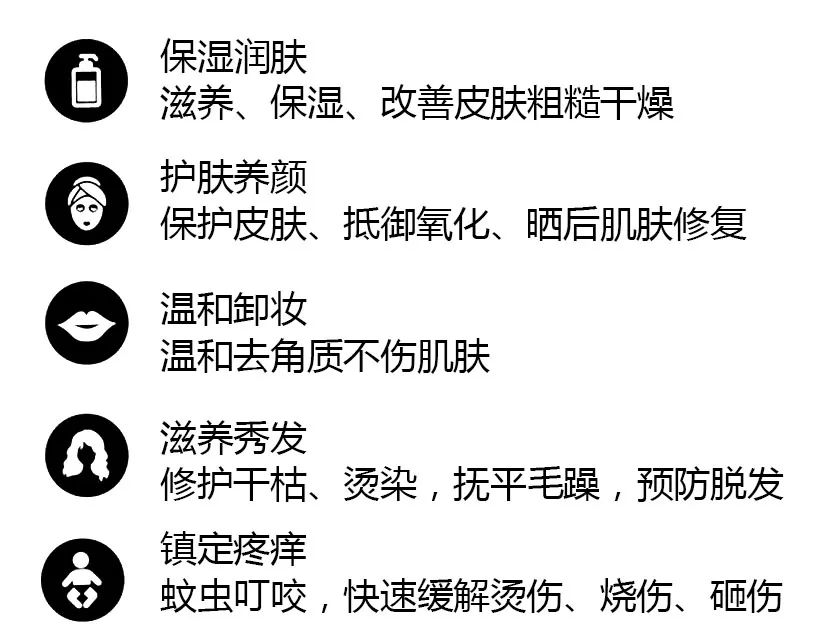 保湿润肤
滋养、保湿、改善皮肤粗糙干燥
护肤养颜
保护皮肤、抵御氧化、晒后肌肤修复
温和卸妆
温和去角质不伤肌肤
滋养秀发
修护干枯、烫染，抚平毛躁，预防脱发
镇定疼痒
蚊虫叮咬，快速缓解烫伤、烧伤、砸伤